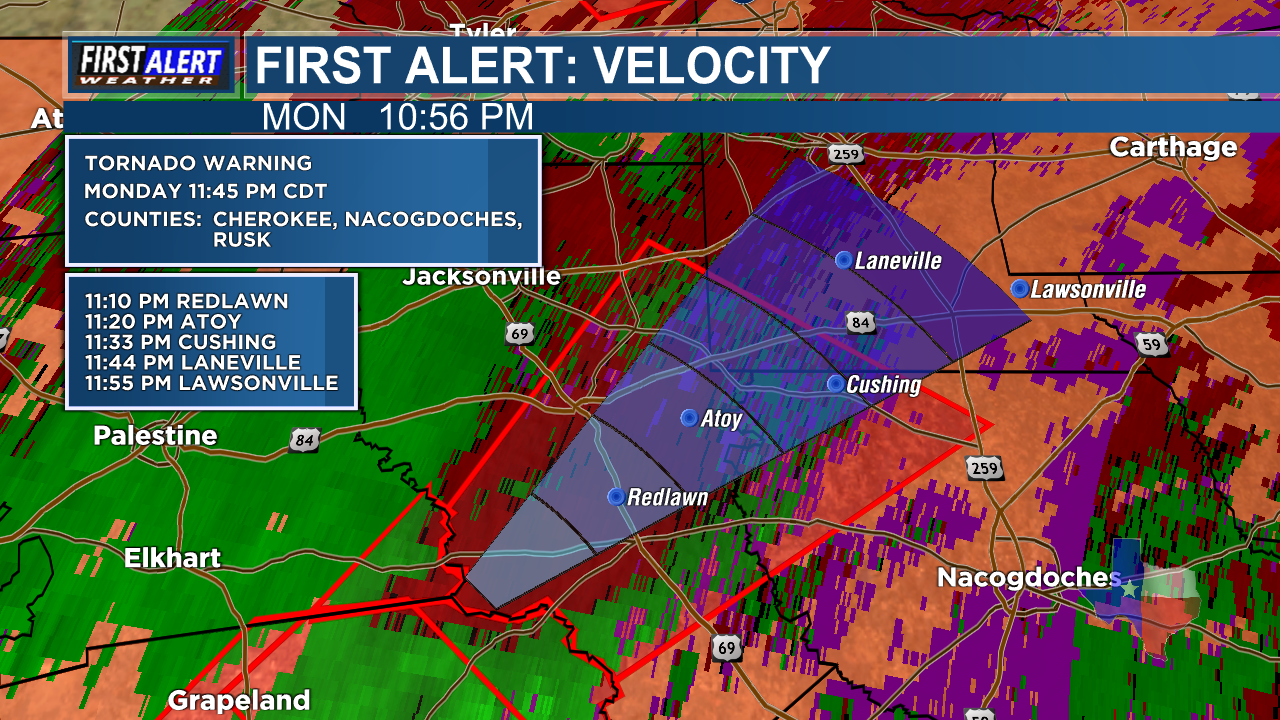 Tyler
FIRST ALERT
WEATHER
FIRST ALERT: VELOCITY
At
MON 10:56 PM
259
Carthage
TORNADO WARNING
MONDAY 11:45 PM CDT
COUNTIES: CHEROKEE, NACOGDOCHES,
RUSK
Laneville
Jacksonville
Lawsonville
11:10 PM REDLAWN
11:20 PM ATOY
11:33 PM CUSHING
11:44 PM LANEVILLE
11:55 PM LAWSONVILLE
69
84
59
Cushing
Atoy
Palestine
84
259
Redlawn
Elkhart
Nacogdoches
69
Grapeland